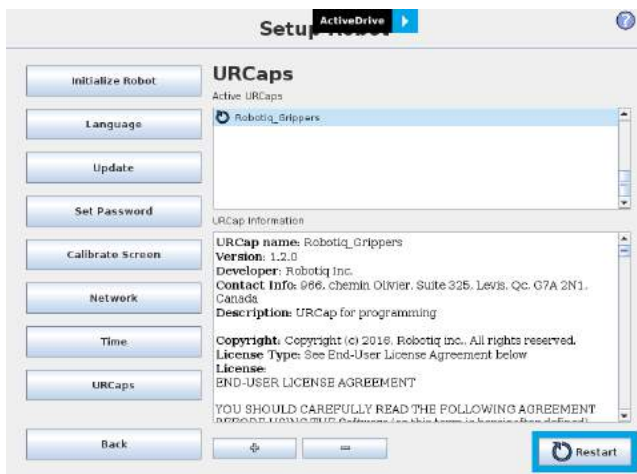 ActiveDrive
Setup Robot
Initialize Robot
Language
Update
Set Password
Calibrate Screen
Network
Time
URCaps
Back
URCaps
Active URCaps
Robotiq_Grippers
URCap Information
URCap name: Robotiq_Grippers
Version: 1.2.0
Developer: Robotiq Inc.
Contact Info: 966, chemin Olivier, Suite 325, Levis, Qc, G7A 2N1,
Canada
Description: URCap for programming
Copyright: Copyright (c) 2016, Robotiq inc., All rights reserved.
License Type: See End-User License Agreement below
License:
END-USER LICENSE AGREEMENT
YOU SHOULD CAREFULLY READ THE FOLLOWING AGREEMENT
Restart